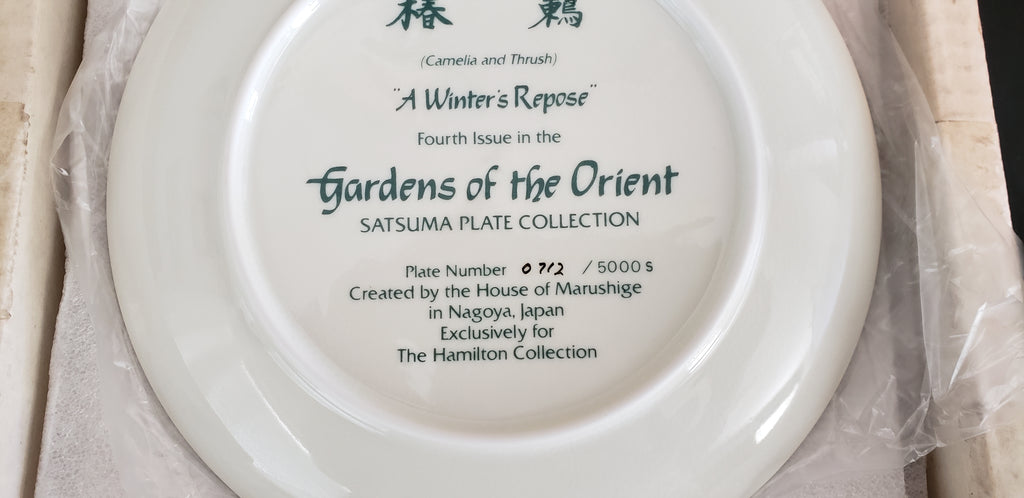 椿 鶫
(Camelia and Thrush)
"A Winter's Repose"
Fourth Issue in the
Gardens of the Orient
SATSUMA PLATE COLLECTION
Plate Number 0712 / 5000 S
Created by the House of Marushige
in Nagoya, Japan
Exclusively for
The Hamilton Collection